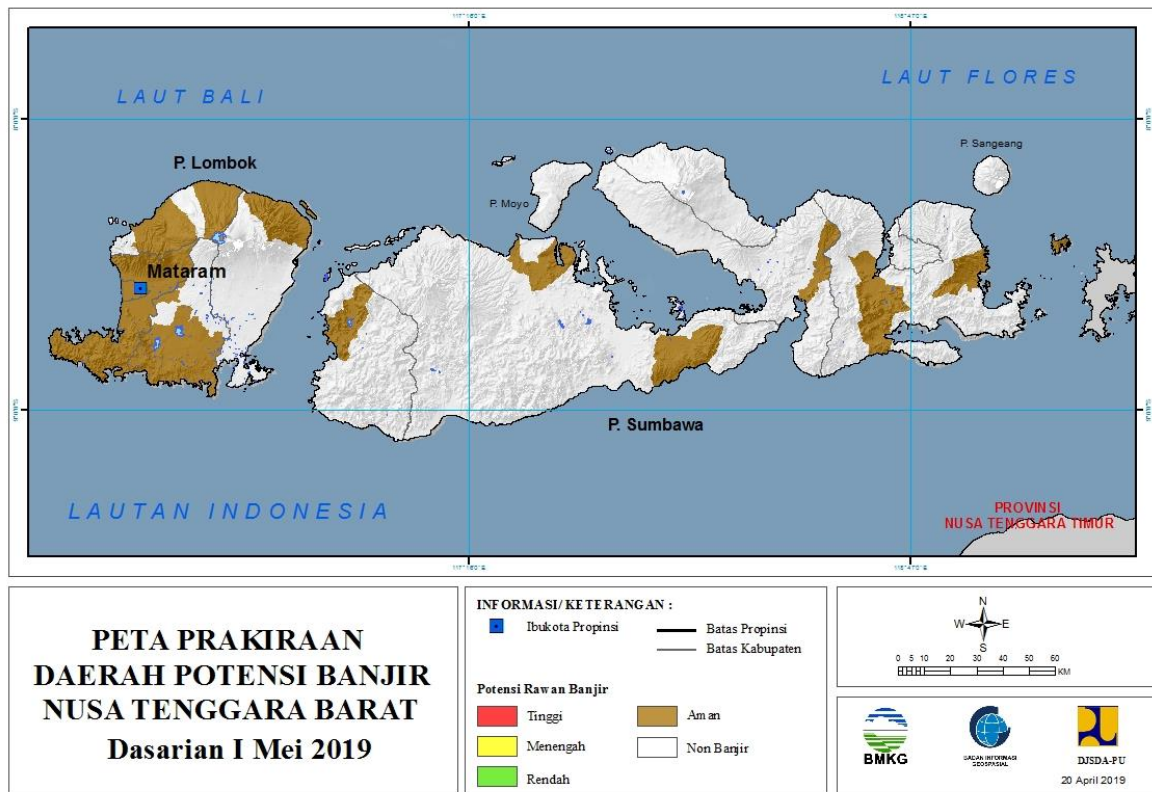 LAUT BALI
LAUT FLORES
P. Lombok
P. Sangeang
P. Moyo
Mataram
P. Sumbawa
LAUTAN INDONESIA
PROVINSI
NUSA TENGGARA TIMUR
PETA PRAKIRAAN
DAERAH POTENSI BANJIR
NUSA TENGGARA BARAT
Dasarian I Mei 2019
INFORMASI/ KETERANGAN :
Ibukota Propinsi
Batas Propinsi
Batas Kabupaten
Potensi Rawan Banjir
Tinggi
Aman
Menengah
Non Banjir
Rendah
N
W E
S
0 5 10 20 30 40 50 60
KM
BMKG
BADAN INFORMASI
GEOSPASIAL
DJSDA-PU
20 April 2019